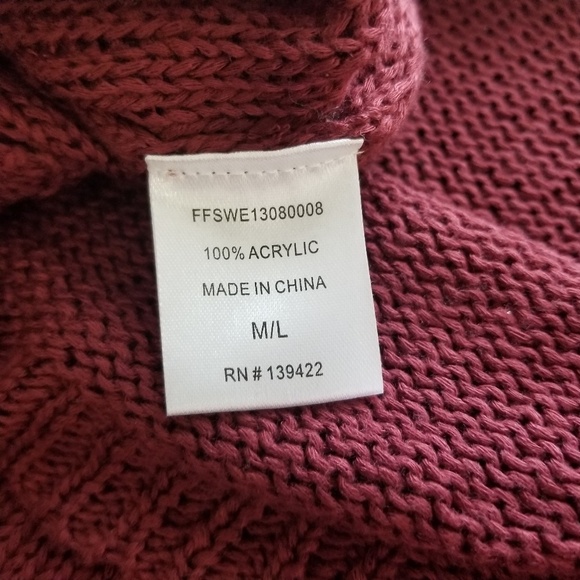 FFSWE13080008
100% ACRYLIC
MADE IN CHINA
M/L
RN # 139422